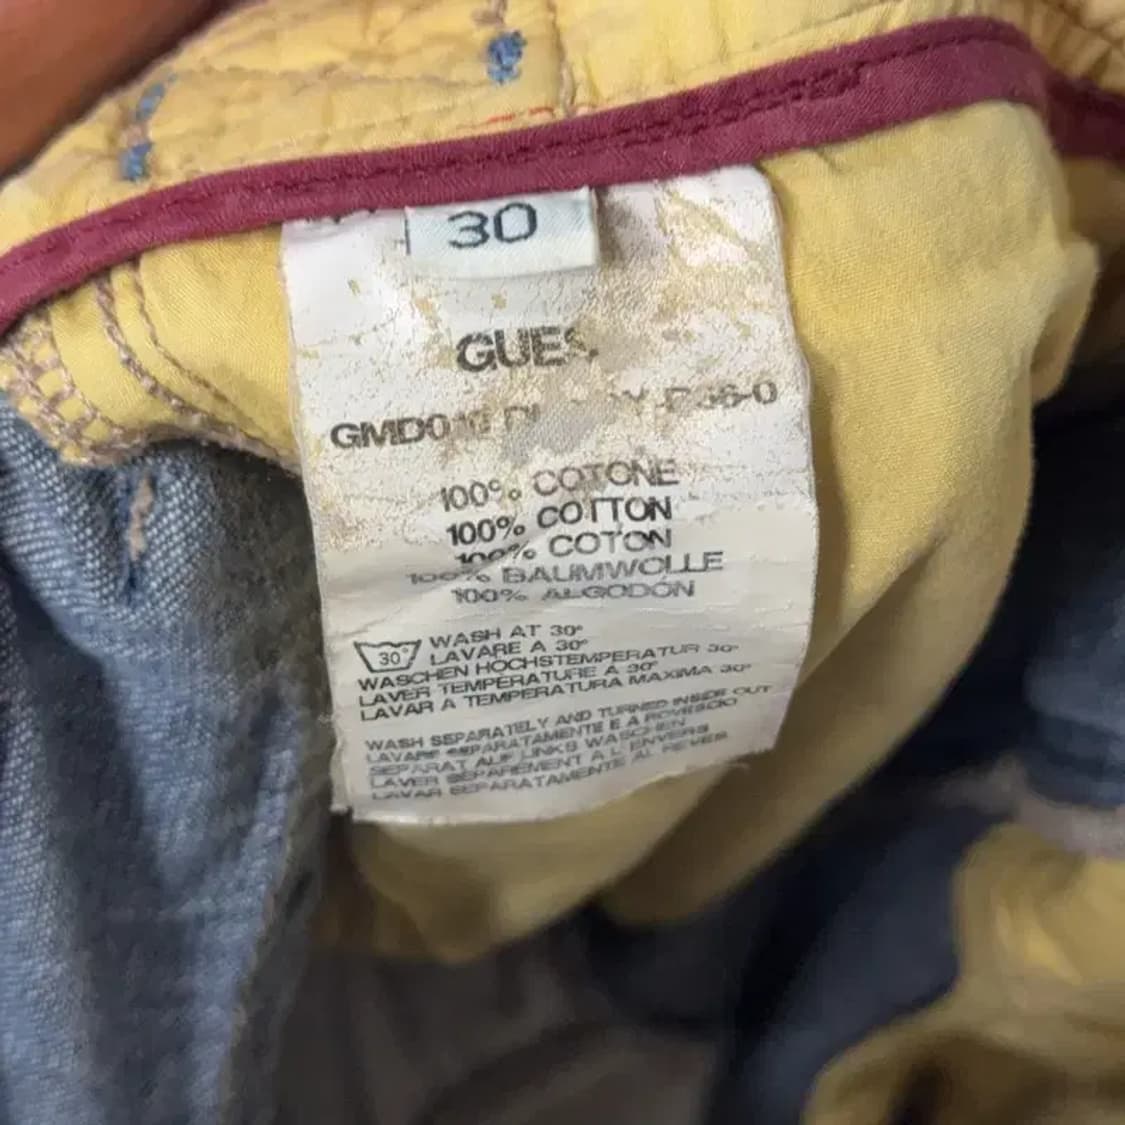 30
GUES
100% COTONE
100% COTTON
100% COTON
100% BAUMWOLLE
100% ALGODÓN
30°
WASH AT 30°
LAVARE A 30°
WASCHEN HOCHSTEMPERATUR 30°
LAVER TEMPERATURE A 30°
LAVAR A TEMPERATURA MAXIMA 30°
WASH SEPARATELY AND TURNED INSIDE OUT
LAVARE SEPARATAMENTE E A ROVESCIO
SEPARAT AUF LINKS WASCHEN
LAVER SEPAREMENT A L'ENVERS
LAVAR SEPARATAMENTE AL REVES